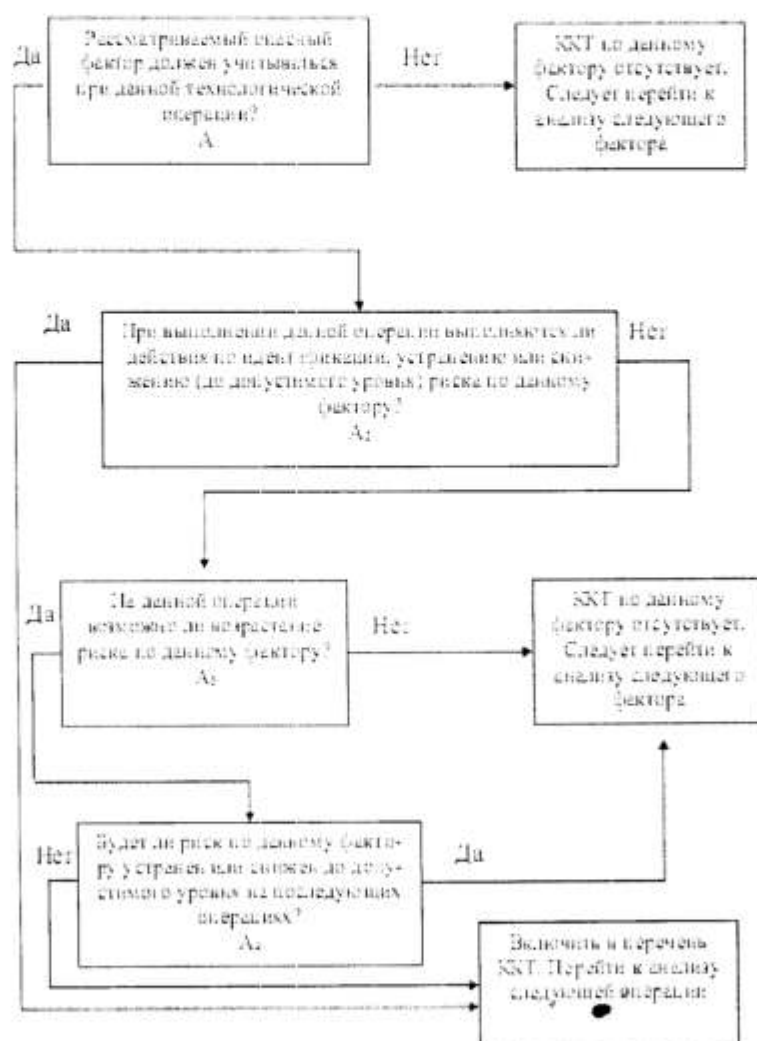 Да
Рассматриваемый опасный
фактор должен учитываться
при данной технологической
операции?
А
Нет
ККТ по данному
фактору отсутствует.
Следует перейти к
анализу следующего
фактора
Да
При выполнении данной операции выполняются ли
действия по идентификации, устранению или сни-
жению (до допустимого уровня) риска по данному
фактору?
А₂
Нет
Да
На данной операции
возможно ли возрастание
риска по данному фактору?
А₃
Нет
ККТ по данному
фактору отсутствует.
Следует перейти к
анализу следующего
фактора
Нет
Будет ли риск по данному факто-
ру устранен или снижен до допу-
стимого уровня на последующих
операциях?
А₄
Да
Включить в перечень
ККТ. Перейти к анализу
следующей операции